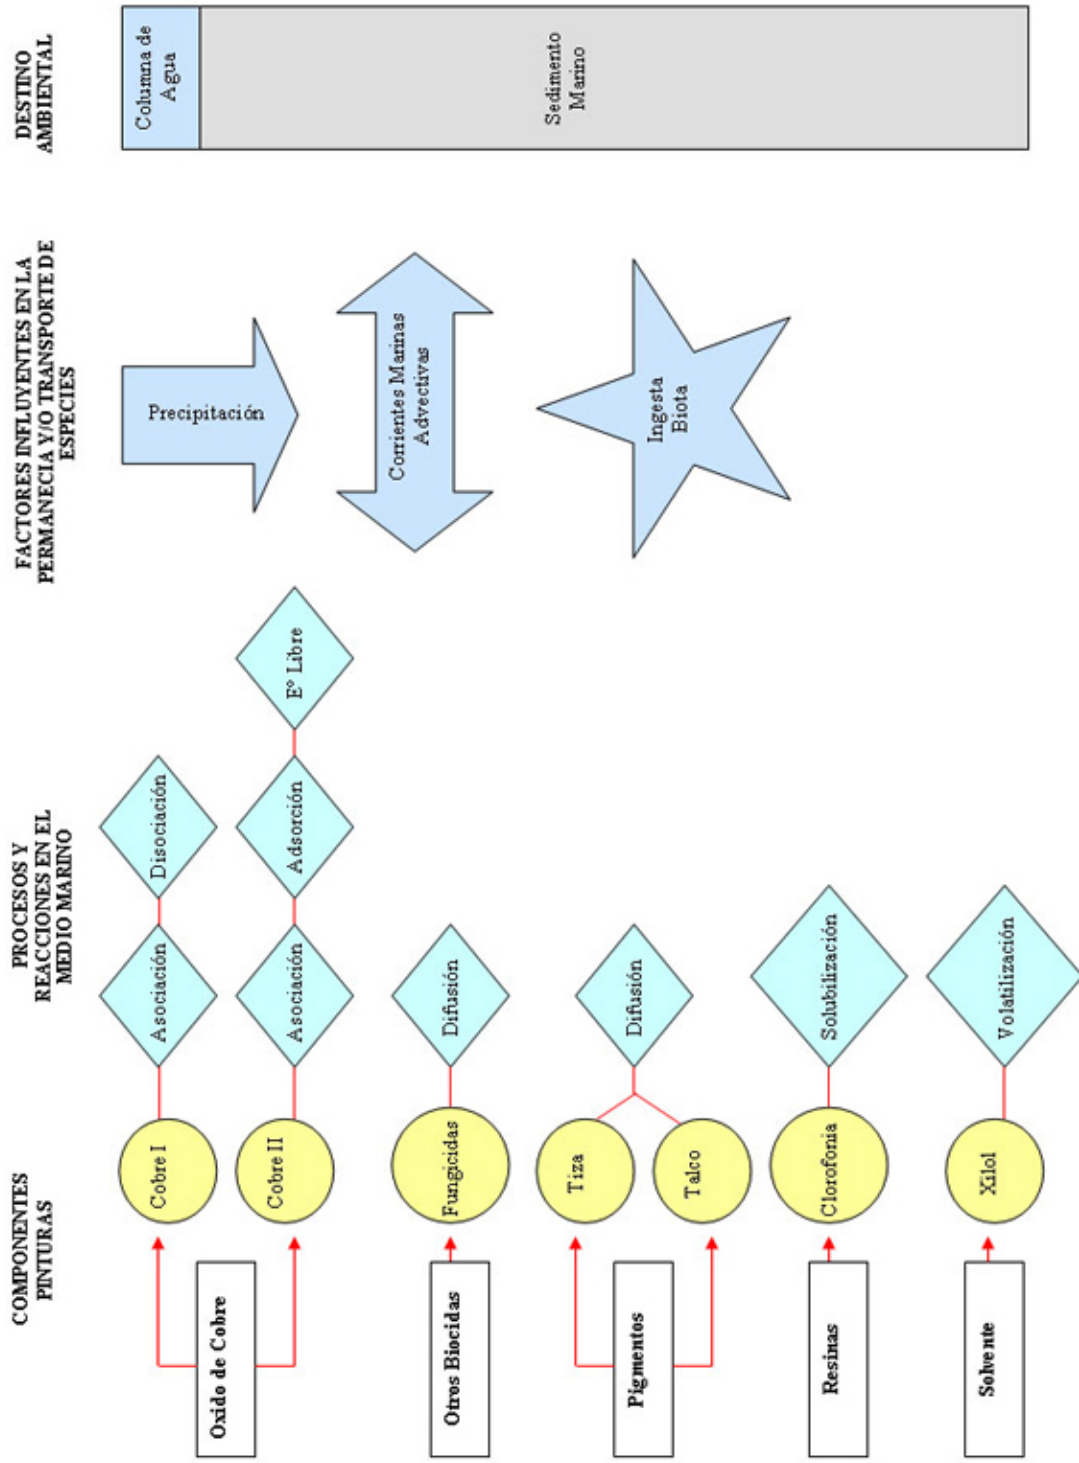 COMPONENTES
PINTURAS
PROCESOS Y
REACCIONES EN EL
MEDIO MARINO
FACTORES INFLUYENTES EN LA
PERMANECIA Y/O TRANSPORTE DE
ESPECIES
DESTINO
AMBIENTAL
Oxido de Cobre
Cobre I
Asociación
Disociación
Cobre II
Asociación
Adsorción
Eº Libre
Otros Biocidas
Fungicidas
Difusión
Pigmentos
Tiza
Talco
Difusión
Resinas
Clorofonia
Solubilización
Solvente
Xilol
Volatilización
Precipitación
Corrientes Marinas
Advectivas
Ingesta
Biota
Columna de
Agua
Sedimento
Marino